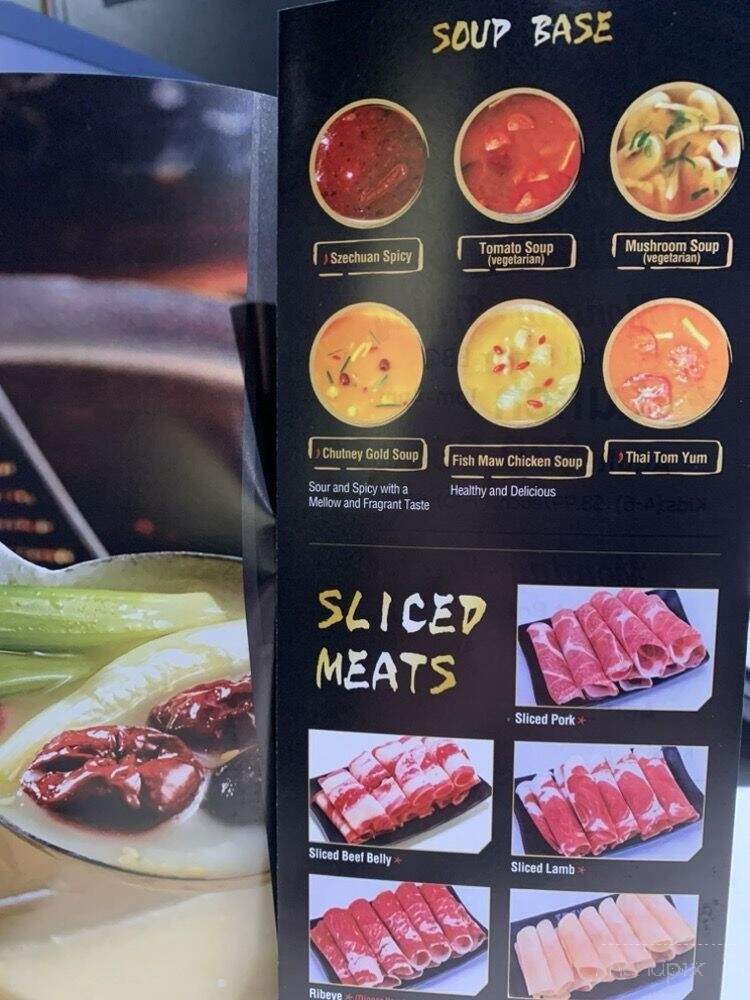 SOUP BASE
Szechuan Spicy
Tomato Soup
(vegetarian)
Mushroom Soup
(vegetarian)
Chutney Gold Soup
Sour and Spicy with a
Mellow and Fragrant Taste
Fish Maw Chicken Soup
Healthy and Delicious
Thai Tom Yum
SLICED
MEATS
Sliced Pork *
Sliced Beef Belly *
Sliced Lamb *
Ribeye *